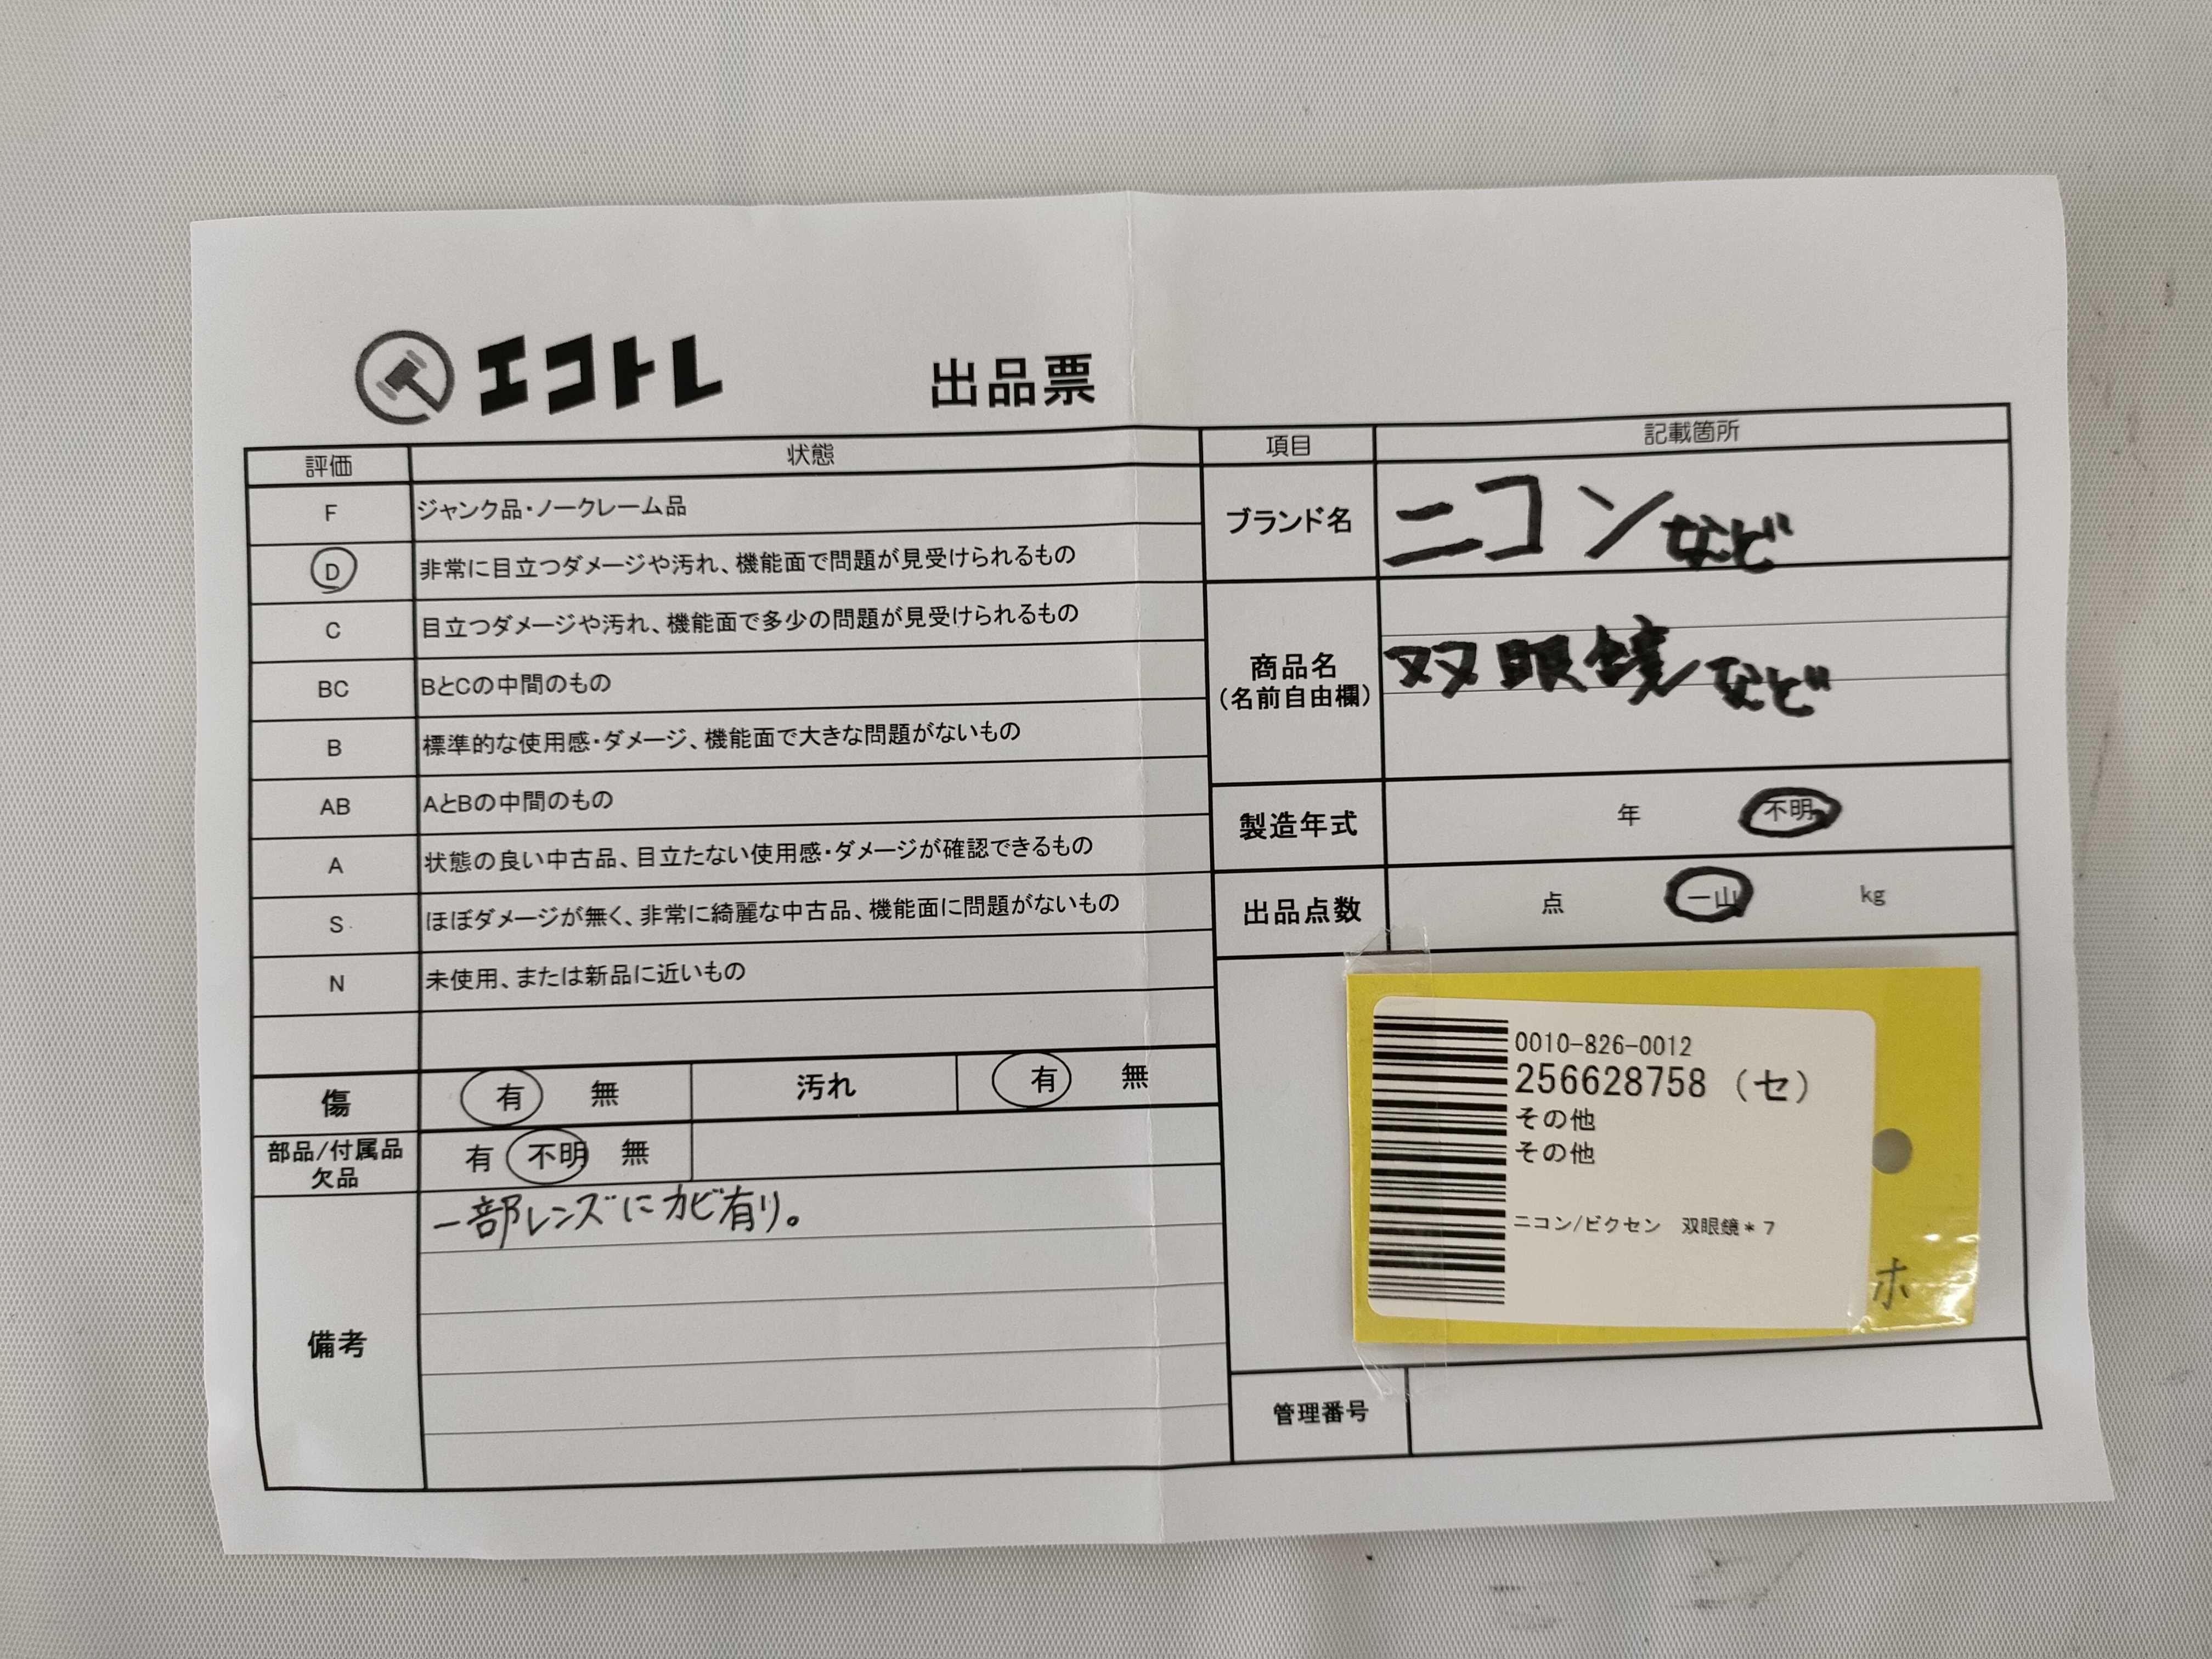 エコトレ 出品票
評価 状態
F ジャンク品・ノークレーム品
D 非常に目立つダメージや汚れ、機能面で問題が見受けられるもの
C 目立つダメージや汚れ、機能面で多少の問題が見受けられるもの
BC BとCの中間のもの
B 標準的な使用感・ダメージ、機能面で大きな問題がないもの
AB AとBの中間のもの
A 状態の良い中古品、目立たない使用感・ダメージが確認できるもの
S ほぼダメージが無く、非常に綺麗な中古品、機能面に問題がないもの
N 未使用、または新品に近いもの
傷 有 無 汚れ 有 無
部品/付属品 有 不明 無
欠品
備考 一部レンズにカビ有り。
項目 記載箇所
ブランド名 ニコンなど
商品名 双眼鏡など
(名前自由欄)
製造年式 年 不明
出品点数 点 一山 kg
0010-826-0012
256628758 (セ)
その他
その他
ニコン/ビクセン 双眼鏡*7
ホ
管理番号